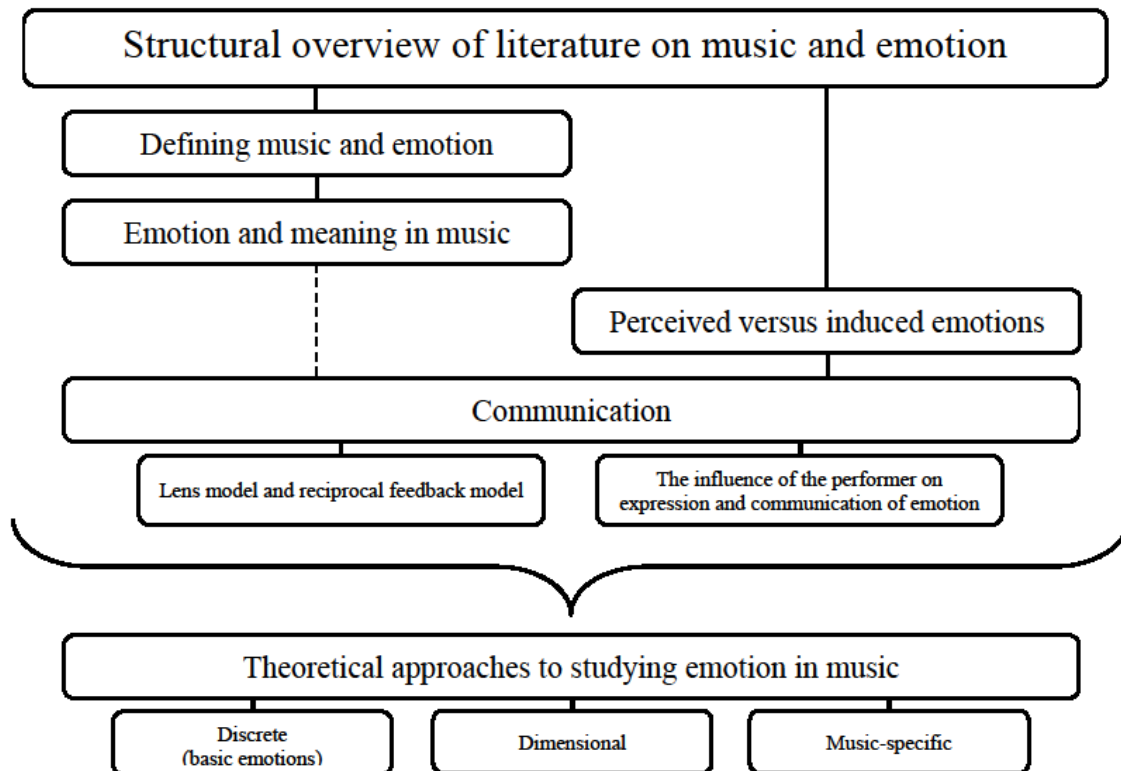 Structural overview of literature on music and emotion
Defining music and emotion
Emotion and meaning in music
Perceived versus induced emotions
Communication
Lens model and reciprocal feedback model
The influence of the performer on
expression and communication of emotion
Theoretical approaches to studying emotion in music
Discrete
(basic emotions)
Dimensional
Music-specific